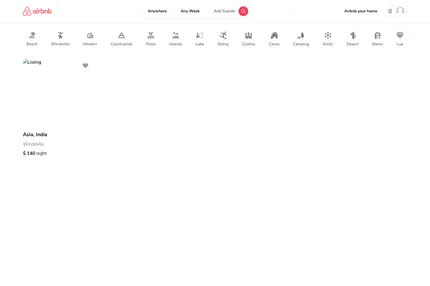 airbnb
Anywhere Any Week Add Guests Airbnb your home
Beach Windmills Modern Countryside Pools Islands Lake Skiing Castles Caves Camping Arctic Desert Barns Lux
Listing
Asia, India
Windmills
$ 140 night